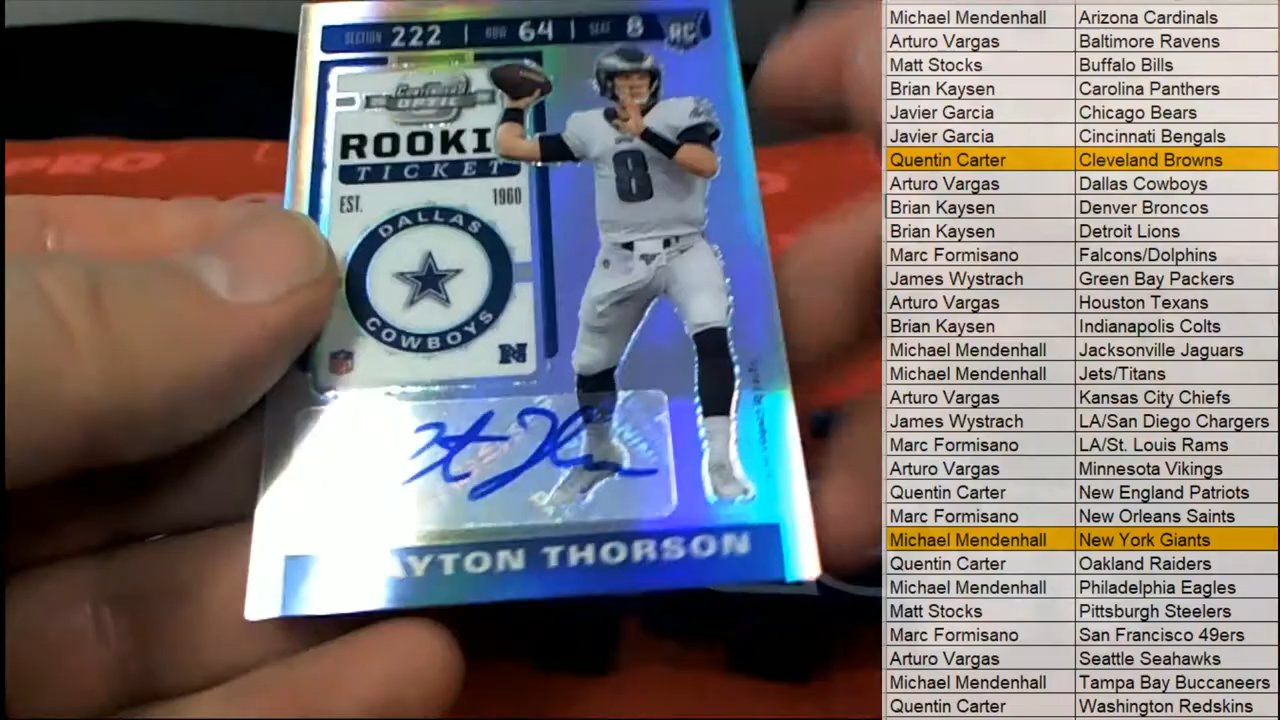 SECTION 222 | ROW 64 | SEAT 8 RC
Contenders
OPTIC
ROOKI
TICKET
EST. 1960
DALLAS
COWBOYS
NFL N
8
AYTON THORSON
PRO
Michael Mendenhall Arizona Cardinals
Arturo Vargas Baltimore Ravens
Matt Stocks Buffalo Bills
Brian Kaysen Carolina Panthers
Javier Garcia Chicago Bears
Javier Garcia Cincinnati Bengals
Quentin Carter Cleveland Browns
Arturo Vargas Dallas Cowboys
Brian Kaysen Denver Broncos
Brian Kaysen Detroit Lions
Marc Formisano Falcons/Dolphins
James Wystrach Green Bay Packers
Arturo Vargas Houston Texans
Brian Kaysen Indianapolis Colts
Michael Mendenhall Jacksonville Jaguars
Michael Mendenhall Jets/Titans
Arturo Vargas Kansas City Chiefs
James Wystrach LA/San Diego Chargers
Marc Formisano LA/St. Louis Rams
Arturo Vargas Minnesota Vikings
Quentin Carter New England Patriots
Marc Formisano New Orleans Saints
Michael Mendenhall New York Giants
Quentin Carter Oakland Raiders
Michael Mendenhall Philadelphia Eagles
Matt Stocks Pittsburgh Steelers
Marc Formisano San Francisco 49ers
Arturo Vargas Seattle Seahawks
Michael Mendenhall Tampa Bay Buccaneers
Quentin Carter Washington Redskins